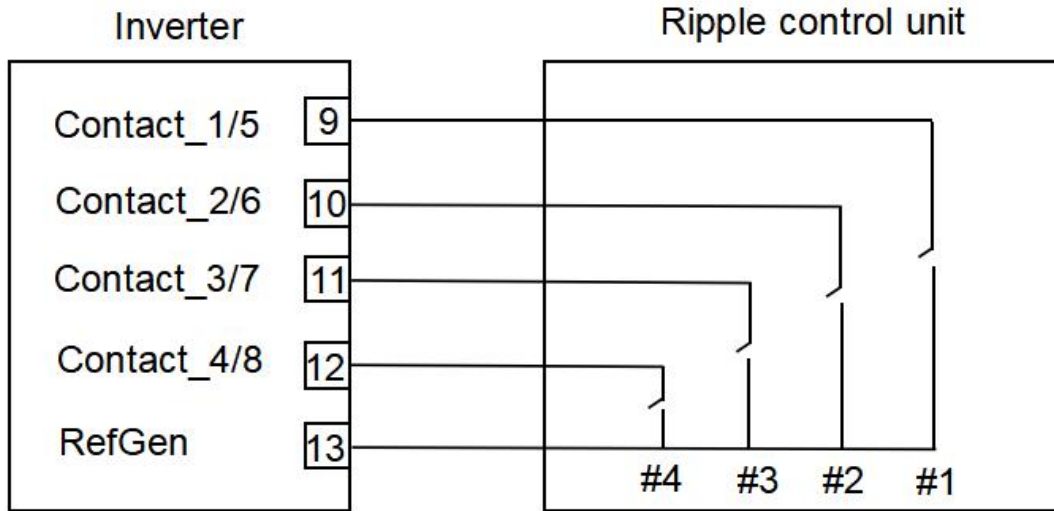 Inverter
Ripple control unit
Contact_1/5 9
Contact_2/6 10
Contact_3/7 11
Contact_4/8 12
RefGen 13
#4 #3 #2 #1